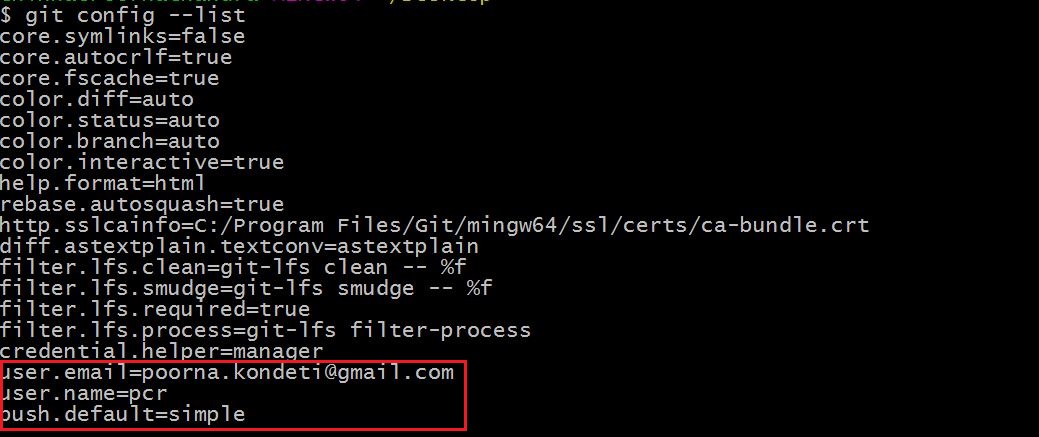 $ git config --list
core.symlinks=false
core.autocrlf=true
core.fscache=true
color.diff=auto
color.status=auto
color.branch=auto
color.interactive=true
help.format=html
rebase.autosquash=true
http.sslcainfo=C:/Program Files/Git/mingw64/ssl/certs/ca-bundle.crt
diff.astextplain.textconv=astextplain
filter.lfs.clean=git-lfs clean -- %f
filter.lfs.smudge=git-lfs smudge -- %f
filter.lfs.required=true
filter.lfs.process=git-lfs filter-process
credential.helper=manager
user.email=poorna.kondeti@gmail.com
user.name=pcr
push.default=simple